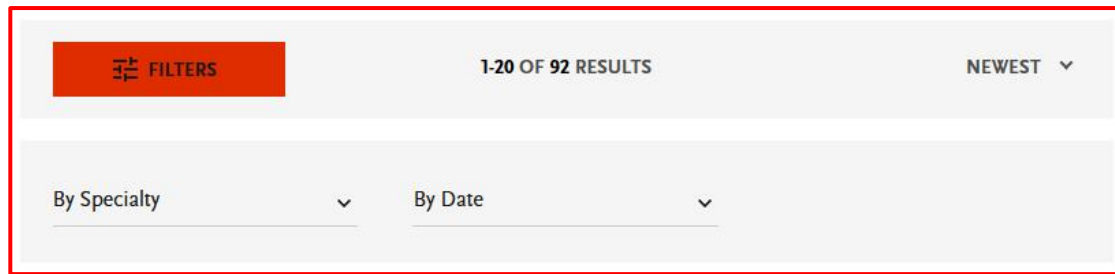 FILTERS
1-20 OF 92 RESULTS
NEWEST
By Specialty
By Date